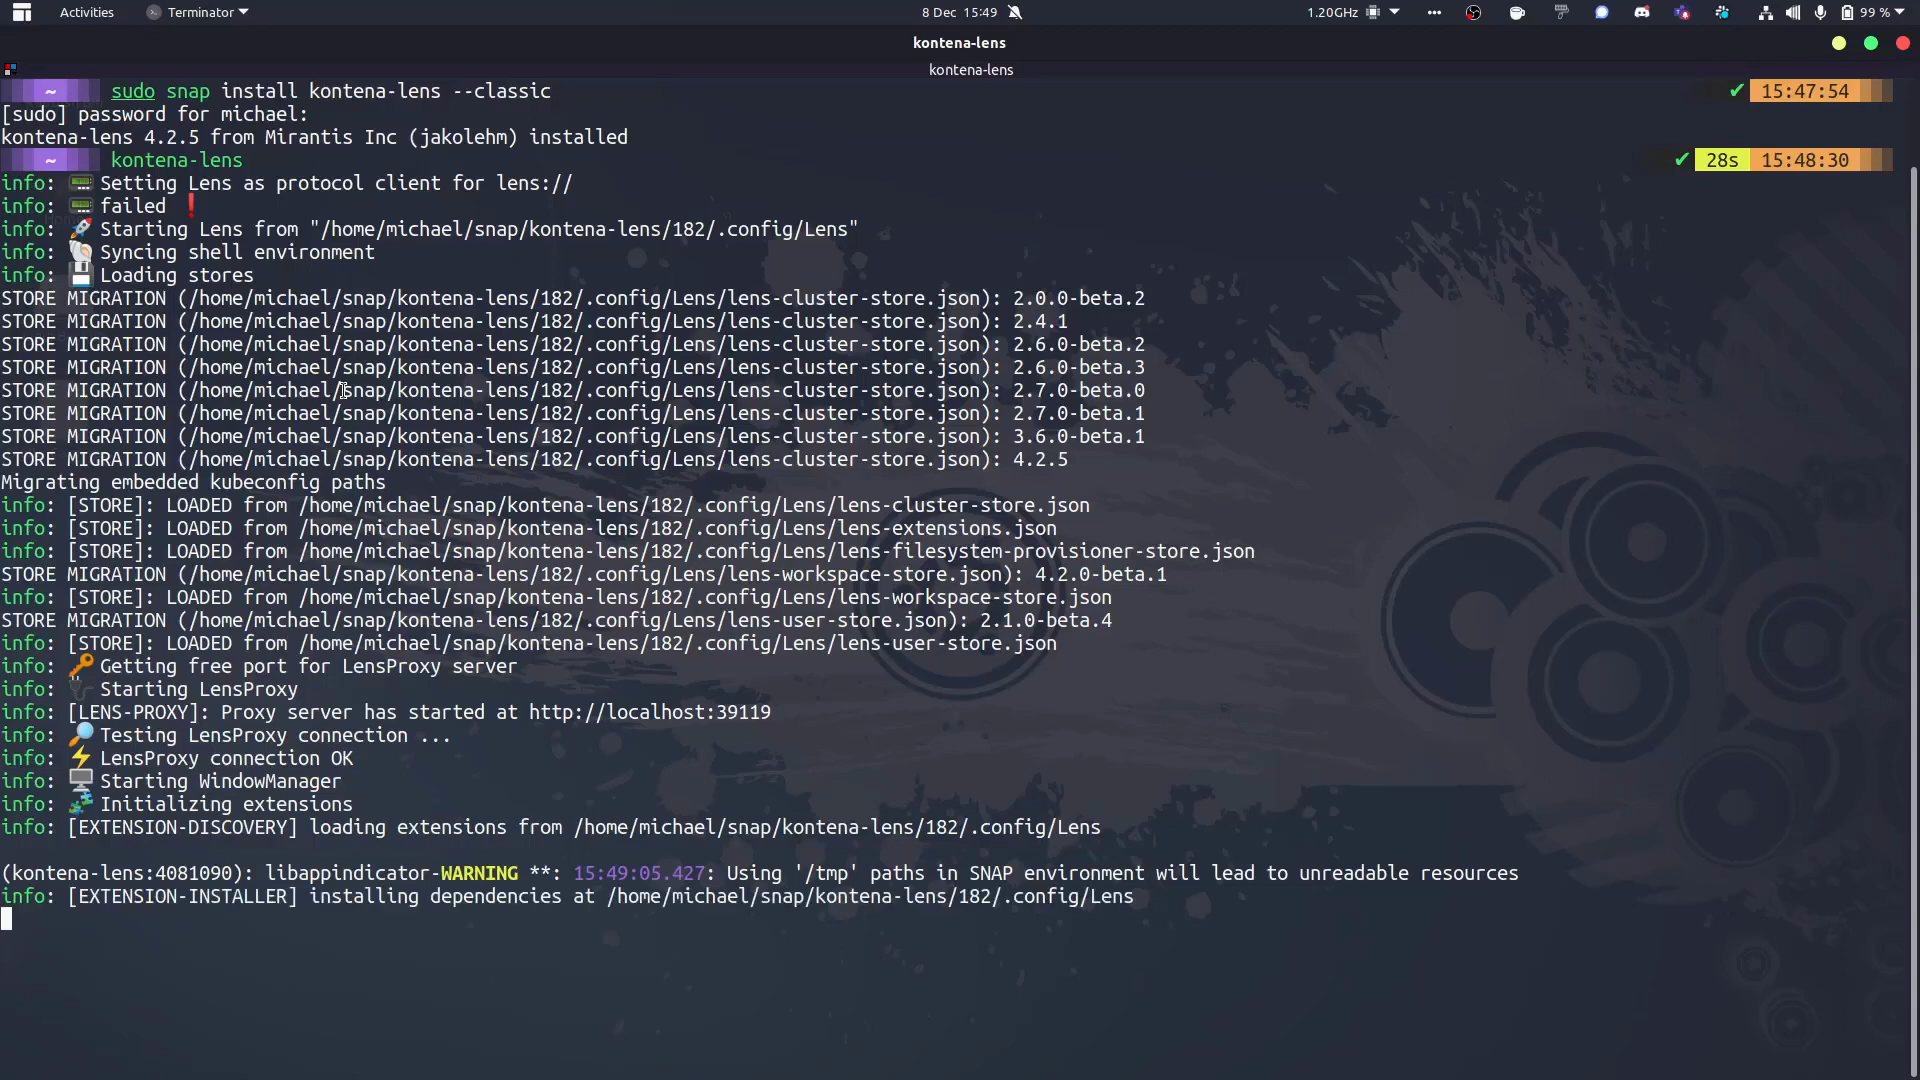 Activities
Terminator
8 Dec 15:49
1.20GHz
99 %
kontena-lens
kontena-lens
~ sudo snap install kontena-lens --classic ✔ 15:47:54
[sudo] password for michael:
kontena-lens 4.2.5 from Mirantis Inc (jakolehm) installed
~ kontena-lens ✔ 28s 15:48:30
info: 📟 Setting Lens as protocol client for lens://
info: 📟 failed ❗
info: 🚀 Starting Lens from "/home/michael/snap/kontena-lens/182/.config/Lens"
info: 🐚 Syncing shell environment
info: 💾 Loading stores
STORE MIGRATION (/home/michael/snap/kontena-lens/182/.config/Lens/lens-cluster-store.json): 2.0.0-beta.2
STORE MIGRATION (/home/michael/snap/kontena-lens/182/.config/Lens/lens-cluster-store.json): 2.4.1
STORE MIGRATION (/home/michael/snap/kontena-lens/182/.config/Lens/lens-cluster-store.json): 2.6.0-beta.2
STORE MIGRATION (/home/michael/snap/kontena-lens/182/.config/Lens/lens-cluster-store.json): 2.6.0-beta.3
STORE MIGRATION (/home/michael/snap/kontena-lens/182/.config/Lens/lens-cluster-store.json): 2.7.0-beta.0
STORE MIGRATION (/home/michael/snap/kontena-lens/182/.config/Lens/lens-cluster-store.json): 2.7.0-beta.1
STORE MIGRATION (/home/michael/snap/kontena-lens/182/.config/Lens/lens-cluster-store.json): 3.6.0-beta.1
STORE MIGRATION (/home/michael/snap/kontena-lens/182/.config/Lens/lens-cluster-store.json): 4.2.5
Migrating embedded kubeconfig paths
info: [STORE]: LOADED from /home/michael/snap/kontena-lens/182/.config/Lens/lens-cluster-store.json
info: [STORE]: LOADED from /home/michael/snap/kontena-lens/182/.config/Lens/lens-extensions.json
info: [STORE]: LOADED from /home/michael/snap/kontena-lens/182/.config/Lens/lens-filesystem-provisioner-store.json
STORE MIGRATION (/home/michael/snap/kontena-lens/182/.config/Lens/lens-workspace-store.json): 4.2.0-beta.1
info: [STORE]: LOADED from /home/michael/snap/kontena-lens/182/.config/Lens/lens-workspace-store.json
STORE MIGRATION (/home/michael/snap/kontena-lens/182/.config/Lens/lens-user-store.json): 2.1.0-beta.4
info: [STORE]: LOADED from /home/michael/snap/kontena-lens/182/.config/Lens/lens-user-store.json
info: 🔑 Getting free port for LensProxy server
info: 🔌 Starting LensProxy
info: [LENS-PROXY]: Proxy server has started at http://localhost:39119
info: 🔎 Testing LensProxy connection ...
info: ⚡ LensProxy connection OK
info: 🖥️ Starting WindowManager
info: 🧩 Initializing extensions
info: [EXTENSION-DISCOVERY] loading extensions from /home/michael/snap/kontena-lens/182/.config/Lens
(kontena-lens:4081090): libappindicator-WARNING **: 15:49:05.427: Using '/tmp' paths in SNAP environment will lead to unreadable resources
info: [EXTENSION-INSTALLER] installing dependencies at /home/michael/snap/kontena-lens/182/.config/Lens